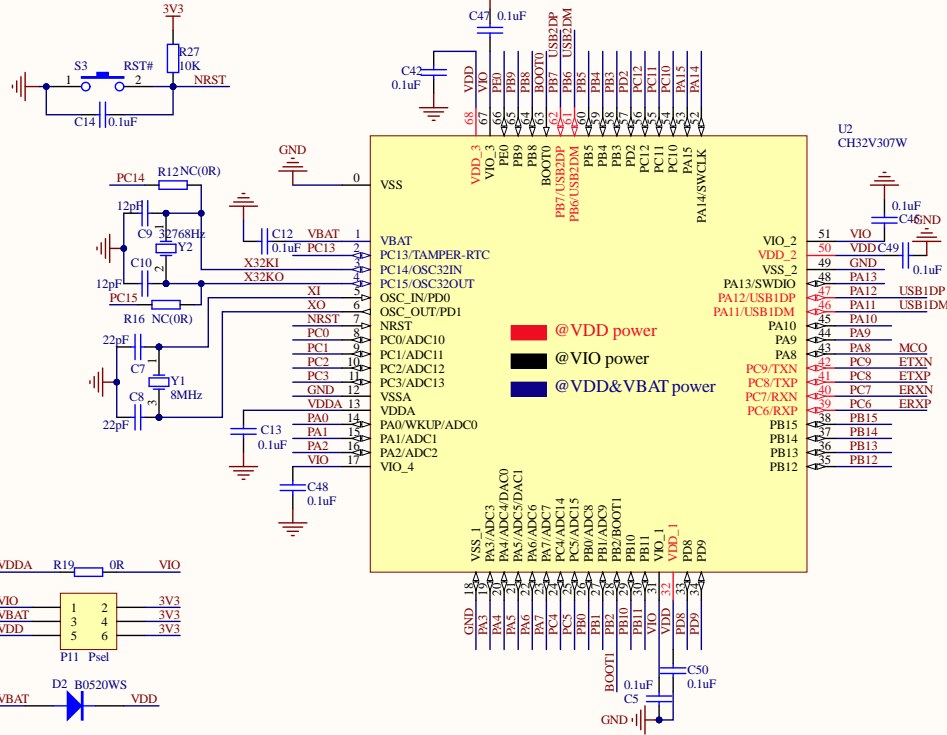 3V3
R27
10K
S3
RST#
1
2
NRST
C14
0.1uF
C47
0.1uF
C42
0.1uF
VDD
VIO
PE0
PB9
PB8
BOOT0
PB7
USB2DP
PB6
USB2DM
PB5
PB4
PB3
PD2
PC12
PC11
PC10
PA15
PA14
68
67
66
65
64
63
62
61
60
59
58
57
56
55
54
53
52
VDD_3
VIO_3
PE0
PB9
PB8
BOOT0
PB7/USB2DP
PB6/USB2DM
PB5
PB4
PB3
PD2
PC12
PC11
PC10
PA15
PA14/SWCLK
U2
CH32V307W
GND
0
VSS
PC14
R12
NC(0R)
12pF
C9
32768Hz
Y2
1
2
C10
12pF
PC15
R16
NC(0R)
X32KI
X32KO
C12
0.1uF
VBAT
1
VBAT
PC13
2
PC13/TAMPER-RTC
3
PC14/OSC32IN
4
PC15/OSC32OUT
XI
5
OSC_IN/PD0
XO
6
OSC_OUT/PD1
NRST
7
NRST
PC0
8
PC0/ADC10
PC1
9
PC1/ADC11
PC2
10
PC2/ADC12
PC3
11
PC3/ADC13
GND
12
VSSA
VDDA
13
VDDA
PA0
14
PA0/WKUP/ADC0
PA1
15
PA1/ADC1
PA2
16
PA2/ADC2
VIO
17
VIO_4
22pF
C7
1
Y1
8MHz
3
C8
22pF
C13
0.1uF
C48
0.1uF
@VDD power
@VIO power
@VDD&VBAT power
0.1uF
C46
GND
C49
0.1uF
VIO_2
51
VIO
VDD_2
50
VDD
VSS_2
49
GND
PA13/SWDIO
48
PA13
PA12/USB1DP
47
PA12
USB1DP
PA11/USB1DM
46
PA11
USB1DM
PA10
45
PA10
PA9
44
PA9
PA8
43
PA8
MCO
PC9/TXN
42
PC9
ETXN
PC8/TXP
41
PC8
ETXP
PC7/RXN
40
PC7
ERXN
PC6/RXP
39
PC6
ERXP
PB15
38
PB15
PB14
37
PB14
PB13
36
PB13
PB12
35
PB12
VSS_1
PA3/ADC3
PA4/ADC4/DAC0
PA5/ADC5/DAC1
PA6/ADC6
PA7/ADC7
PC4/ADC14
PC5/ADC15
PB0/ADC8
PB1/ADC9
PB2/BOOT1
PB10
PB11
VIO_1
VDD_1
PD8
PD9
18
19
20
21
22
23
24
25
26
27
28
29
30
31
32
33
34
GND
PA3
PA4
PA5
PA6
PA7
PC4
PC5
PB0
PB1
PB2
BOOT1
PB10
PB11
VIO
VDD
PD8
PD9
C50
0.1uF
0.1uF
C5
GND
VDDA
R19
0R
VIO
VIO
1
2
3V3
VBAT
3
4
3V3
VDD
5
6
3V3
P11
Psel
D2
B0520WS
VBAT
VDD